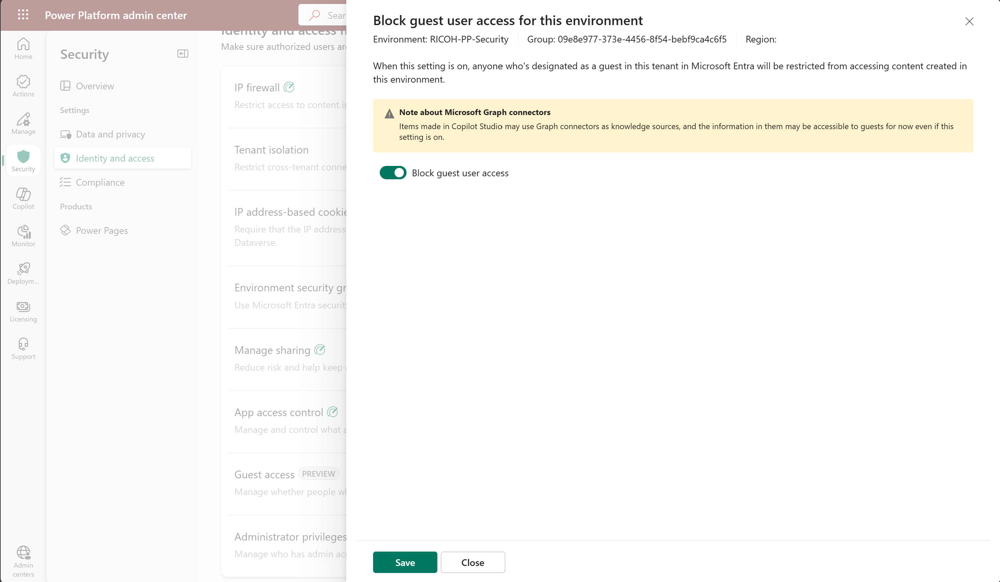 Power Platform admin center
Sear
Home
Actions
Manage
Security
Copilot
Monitor
Deploym...
Licensing
Support
Admin
centers
Security
Overview
Settings
Data and privacy
Identity and access
Compliance
Products
Power Pages
Identity and access
Make sure authorized users are
IP firewall
Restrict access to content in
Tenant isolation
Restrict cross-tenant conne
IP address-based cookie
Require that the IP address
Dataverse.
Environment security gr
Use Microsoft Entra security
Manage sharing
Reduce risk and help keep
App access control
Manage and control what a
Guest access PREVIEW
Manage whether people wh
Administrator privileges
Manage who has admin acc
Block guest user access for this environment
Environment: RICOH-PP-Security Group: 09e8e977-373e-4456-8f54-bebf9ca4c6f5 Region:
When this setting is on, anyone who's designated as a guest in this tenant in Microsoft Entra will be restricted from accessing content created in
this environment.
Note about Microsoft Graph connectors
Items made in Copilot Studio may use Graph connectors as knowledge sources, and the information in them may be accessible to guests for now even if this
setting is on.
Block guest user access
Save
Close